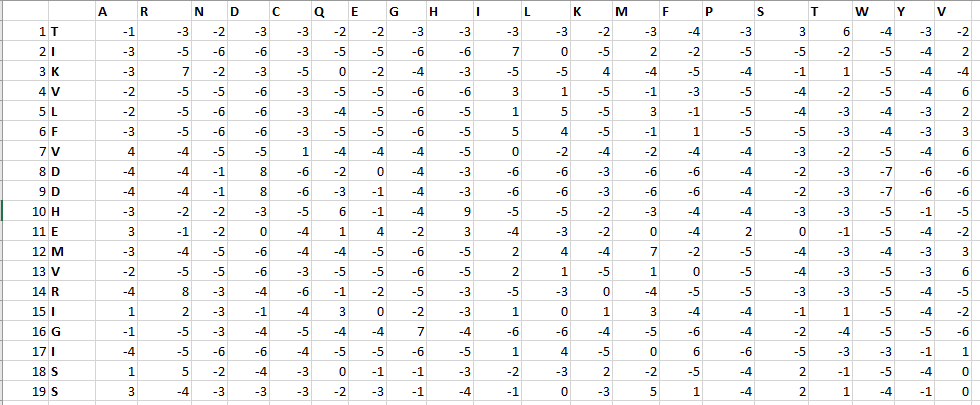 A R N D C Q E G H I L K M F P S T W Y V
1 T -1 -3 -2 -3 -3 -2 -2 -3 -3 -3 -3 -2 -3 -4 -3 3 6 -4 -3 -2
2 I -3 -5 -6 -6 -3 -5 -5 -6 -6 7 0 -5 2 -2 -5 -5 -2 -5 -4 2
3 K -3 7 -2 -3 -5 0 -2 -4 -3 -5 -5 4 -4 -5 -4 -1 1 -5 -4 -4
4 V -2 -5 -5 -6 -3 -5 -5 -6 -6 3 1 -5 -1 -3 -5 -4 -2 -5 -4 6
5 L -2 -5 -6 -6 -3 -4 -5 -6 -5 1 5 -5 3 -1 -5 -4 -3 -4 -3 2
6 F -3 -5 -6 -6 -3 -5 -5 -6 -5 5 4 -5 -1 1 -5 -5 -3 -4 -3 3
7 V 4 -4 -5 -5 1 -4 -4 -4 -5 0 -2 -4 -2 -4 -4 -3 -2 -5 -4 6
8 D -4 -4 -1 8 -6 -2 0 -4 -3 -6 -6 -3 -6 -6 -4 -2 -3 -7 -6 -6
9 D -4 -4 -1 8 -6 -3 -1 -4 -3 -6 -6 -3 -6 -6 -4 -2 -3 -7 -6 -6
10 H -3 -2 -2 -3 -5 6 -1 -4 9 -5 -5 -2 -3 -4 -4 -3 -3 -5 -1 -5
11 E 3 -1 -2 0 -4 1 4 -2 3 -4 -3 -2 0 -4 2 0 -1 -5 -4 -2
12 M -3 -4 -5 -6 -4 -4 -5 -6 -5 2 4 -4 7 -2 -5 -4 -3 -4 -3 3
13 V -2 -5 -5 -6 -3 -5 -5 -6 -5 2 1 -5 1 0 -5 -4 -3 -5 -3 6
14 R -4 8 -3 -4 -6 -1 -2 -5 -3 -5 -3 0 -4 -5 -5 -3 -3 -5 -4 -5
15 I 1 2 -3 -1 -4 3 0 -2 -3 1 0 1 3 -4 -4 -1 1 -5 -4 -2
16 G -1 -5 -3 -4 -5 -4 -4 7 -4 -6 -6 -4 -5 -6 -4 -2 -4 -5 -5 -6
17 I -4 -5 -6 -6 -4 -5 -5 -6 -5 1 4 -5 0 6 -6 -5 -3 -3 -1 1
18 S 1 5 -2 -4 -3 0 -1 -1 -3 -2 -3 2 -2 -5 -4 2 -1 -5 -4 0
19 S 3 -4 -3 -3 -3 -2 -3 -1 -4 -1 0 -3 5 1 -4 2 1 -4 -1 0